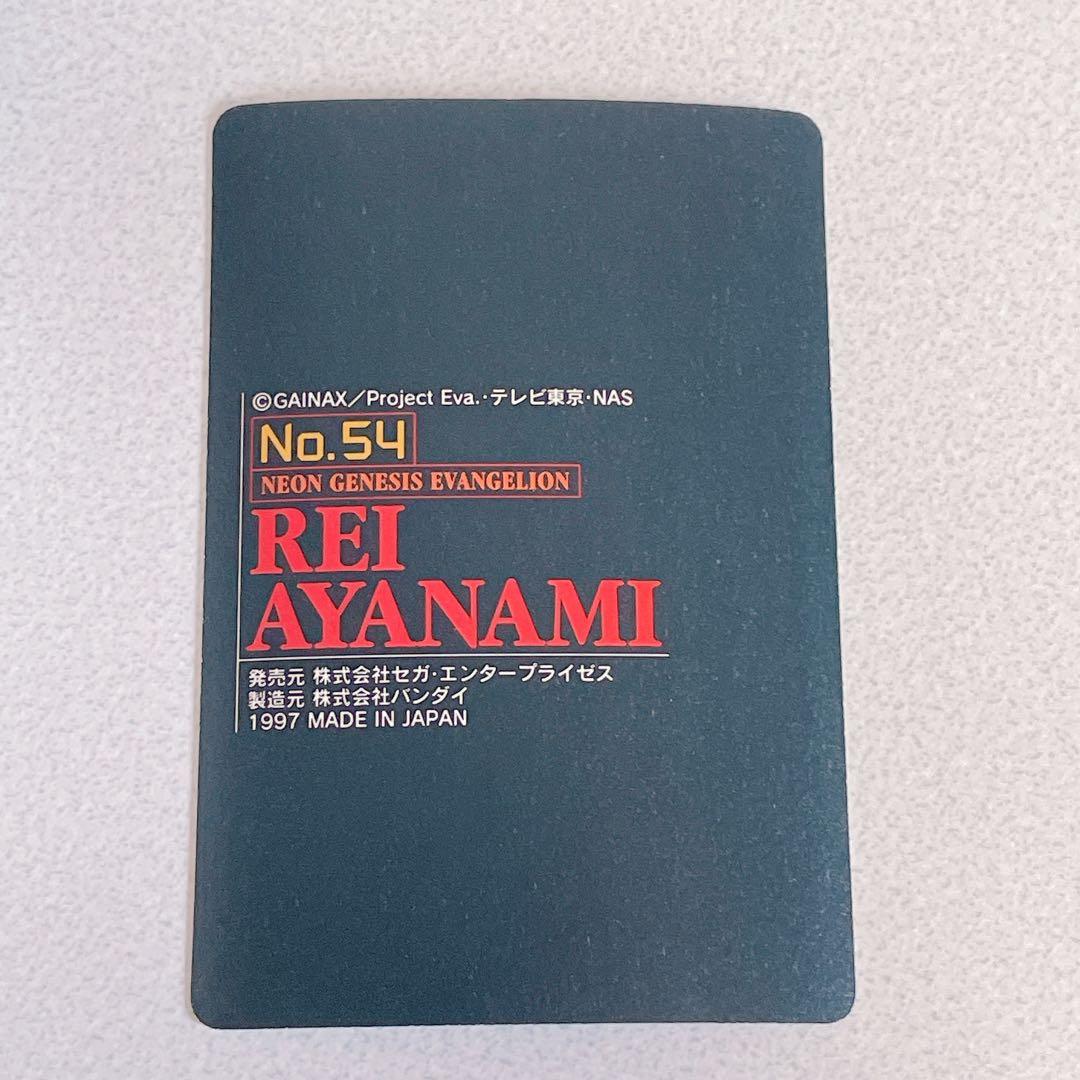 ©GAINAX／Project Eva.・テレビ東京・NAS
No.54
NEON GENESIS EVANGELION
REI
AYANAMI
発売元 株式会社セガ・エンタープライゼス
製造元 株式会社バンダイ
1997 MADE IN JAPAN